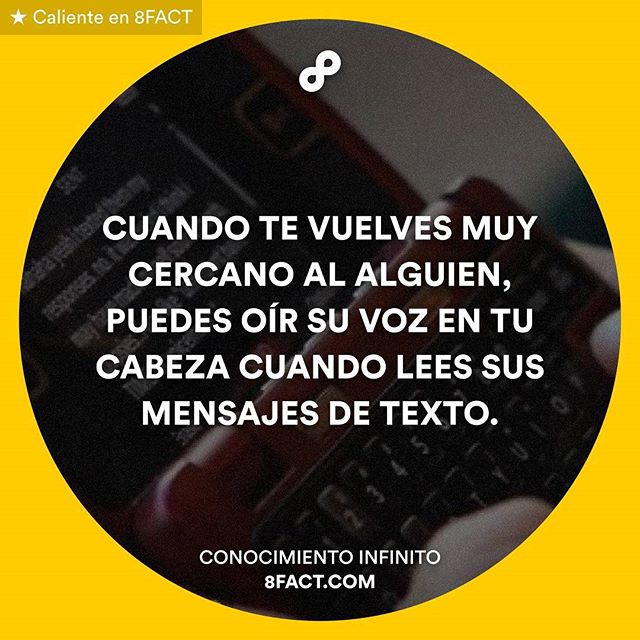 ★ Caliente en 8FACT
CUANDO TE VUELVES MUY
CERCANO AL ALGUIEN,
PUEDES OÍR SU VOZ EN TU
CABEZA CUANDO LEES SUS
MENSAJES DE TEXTO.
CONOCIMIENTO INFINITO
8FACT.COM